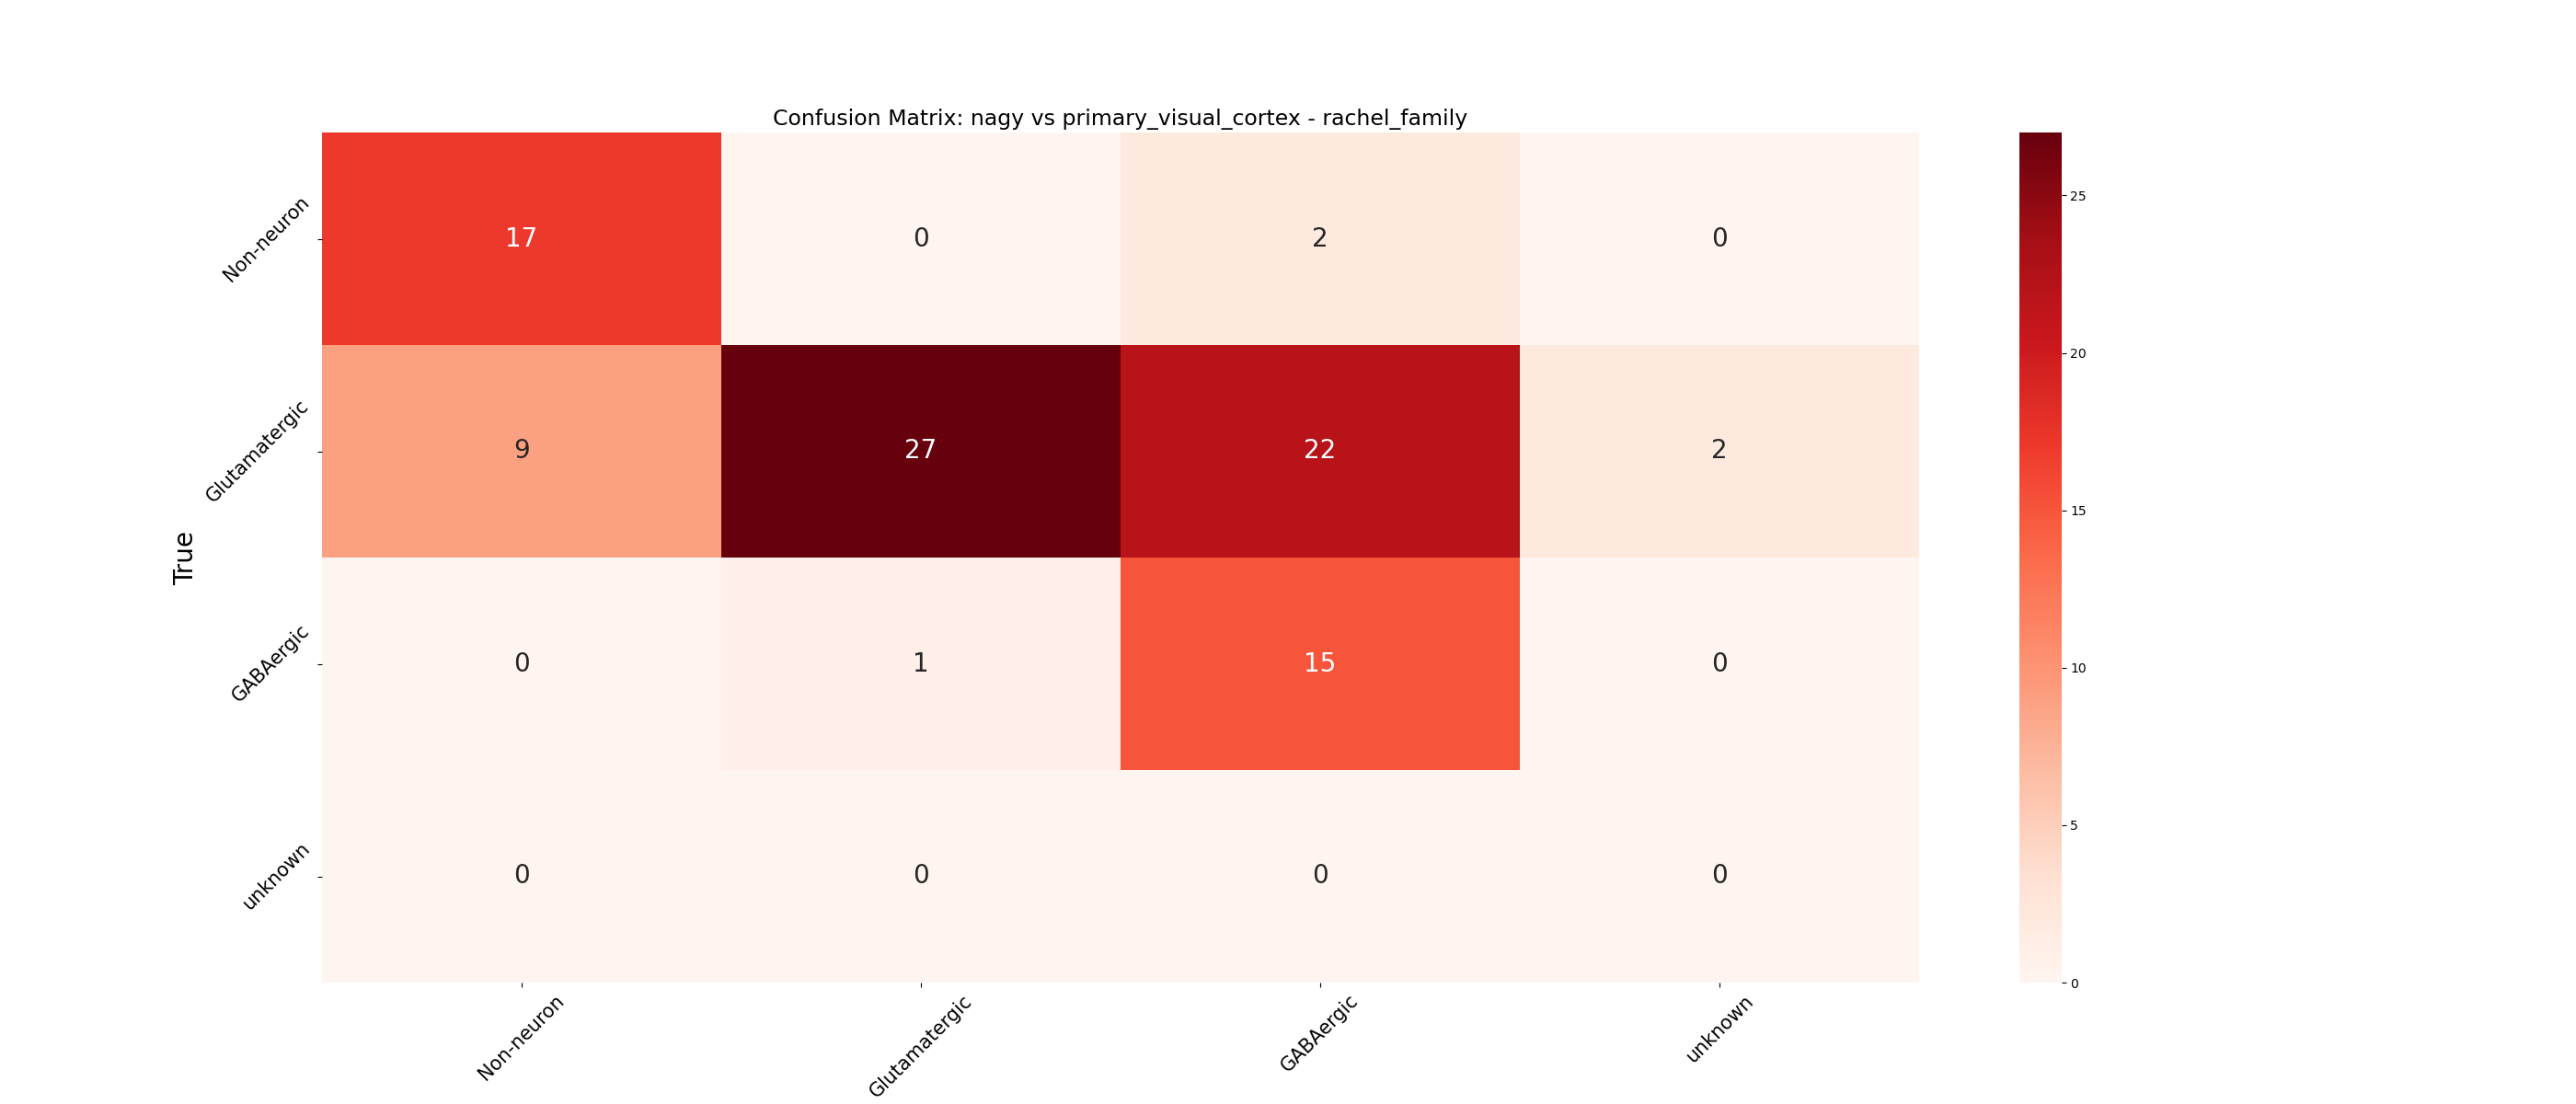 Confusion Matrix: nagy vs primary_visual_cortex - rachel_family
Non-neuron 17 0 2 0
Glutamatergic 9 27 22 2
GABAergic 0 1 15 0
unknown 0 0 0 0
True
Non-neuron Glutamatergic GABAergic unknown
25
20
15
10
5
0